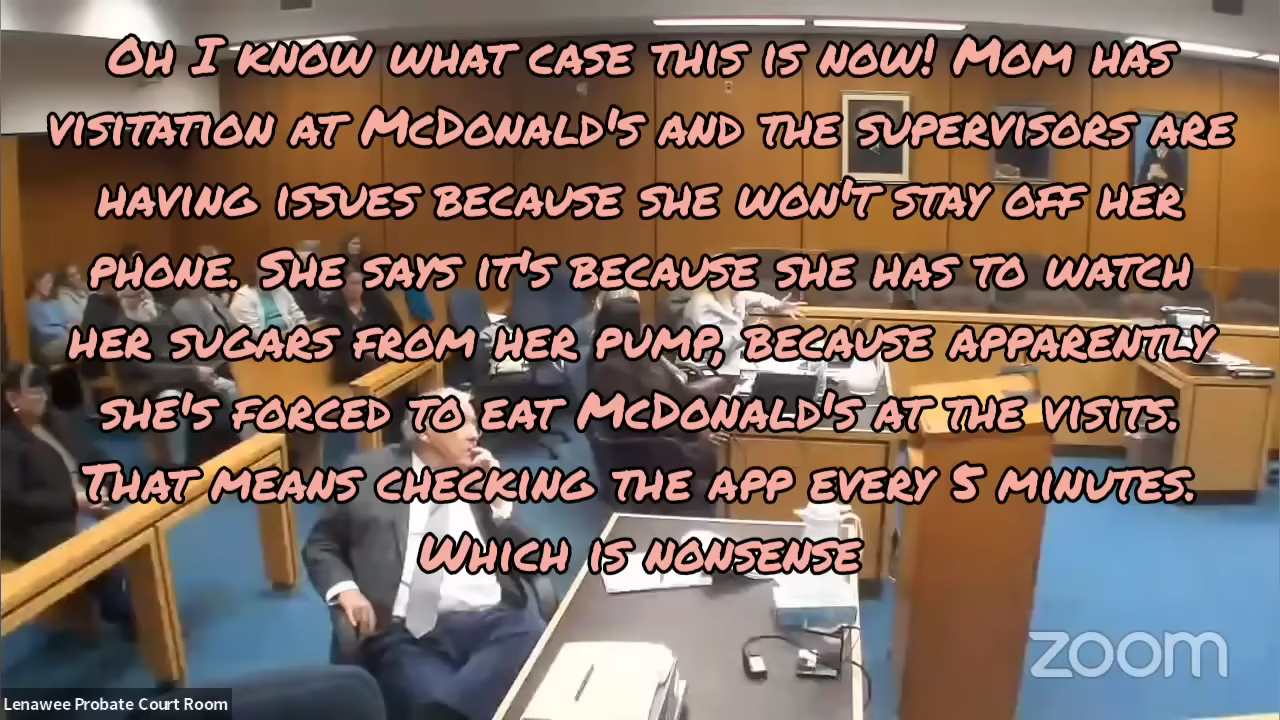 Oh I know what case this is now! Mom has
visitation at McDonald's and the supervisors are
having issues because she won't stay off her
phone. She says it's because she has to watch
her sugars from her pump, because apparently
she's forced to eat McDonald's at the visits.
That means checking the app every 5 minutes.
Which is nonsense
zoom
Lenawee Probate Court Room